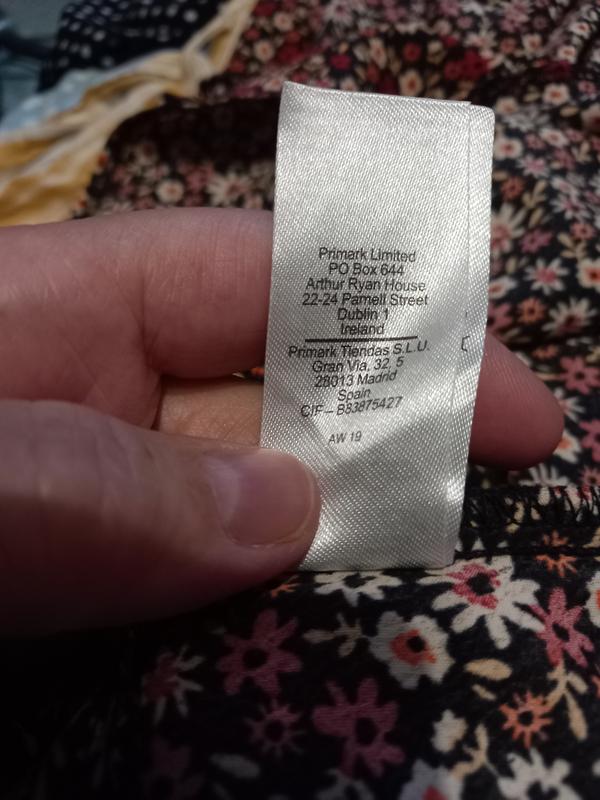 Primark Limited
PO Box 644
Arthur Ryan House
22-24 Parnell Street
Dublin 1
Ireland
Primark Tiendas S.L.U.
Gran Via, 32, 5
28013 Madrid
Spain
CIF – B83875427
AW 19